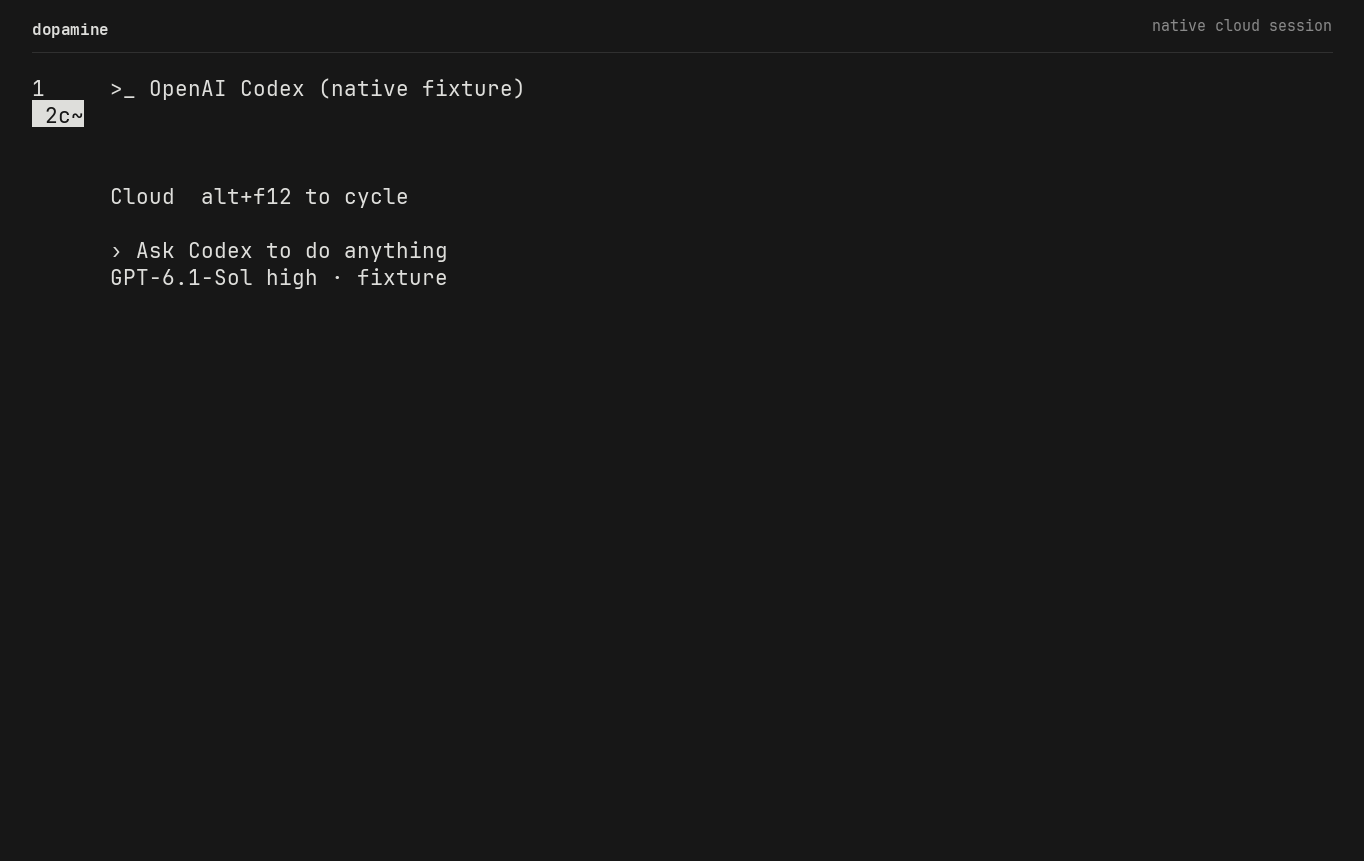 dopamine
native cloud session
1 >_ OpenAI Codex (native fixture)
2c~
Cloud  alt+f12 to cycle
› Ask Codex to do anything
GPT-6.1-Sol high · fixture